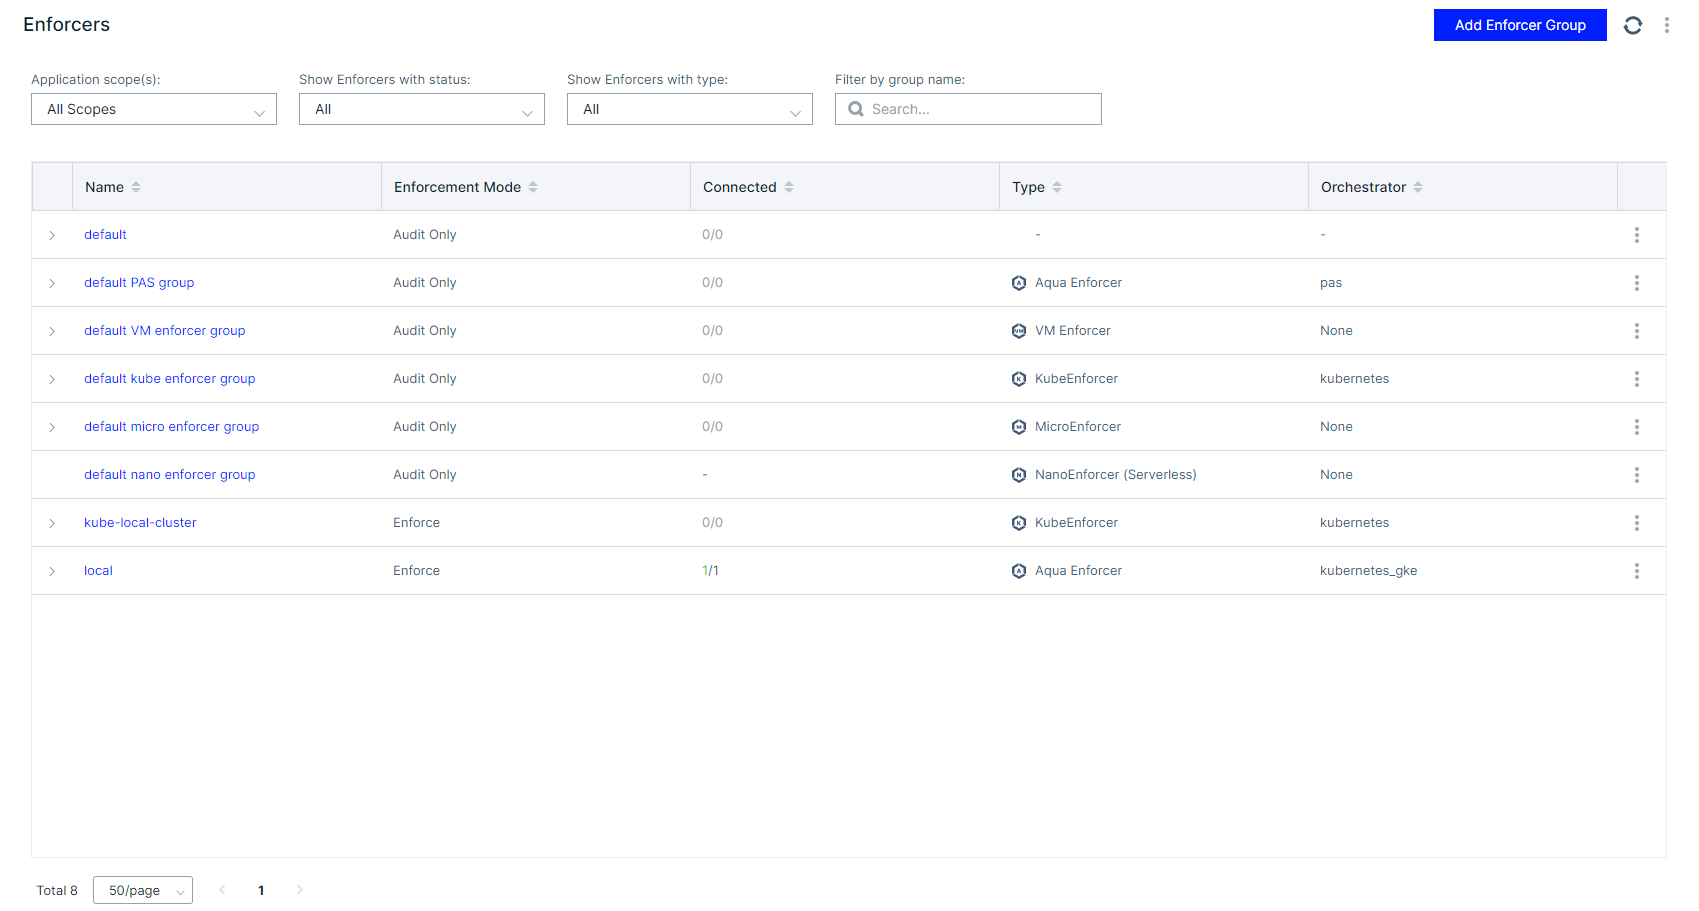 Enforcers
Add Enforcer Group
Application scope(s): Show Enforcers with status: Show Enforcers with type: Filter by group name:
All Scopes All All Search...
Name Enforcement Mode Connected Type Orchestrator
default Audit Only 0/0 - -
default PAS group Audit Only 0/0 Aqua Enforcer pas
default VM enforcer group Audit Only 0/0 VM Enforcer None
default kube enforcer group Audit Only 0/0 KubeEnforcer kubernetes
default micro enforcer group Audit Only 0/0 MicroEnforcer None
default nano enforcer group Audit Only - NanoEnforcer (Serverless) None
kube-local-cluster Enforce 0/0 KubeEnforcer kubernetes
local Enforce 1/1 Aqua Enforcer kubernetes_gke
Total 8 50/page 1